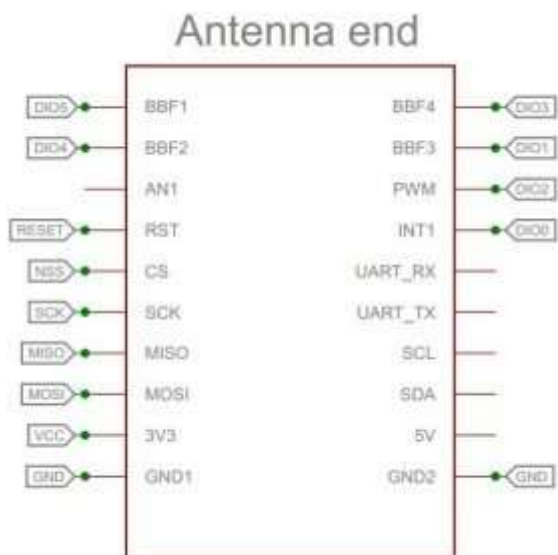 Antenna end
DIO5 BBF1 BBF4 DIO3
DIO4 BBF2 BBF3 DIO1
AN1 PWM DIO2
RESET RST INT1 DIO0
NSS CS UART_RX
SCK SCK UART_TX
MISO MISO SCL
MOSI MOSI SDA
VCC 3V3 5V
GND GND1 GND2 GND